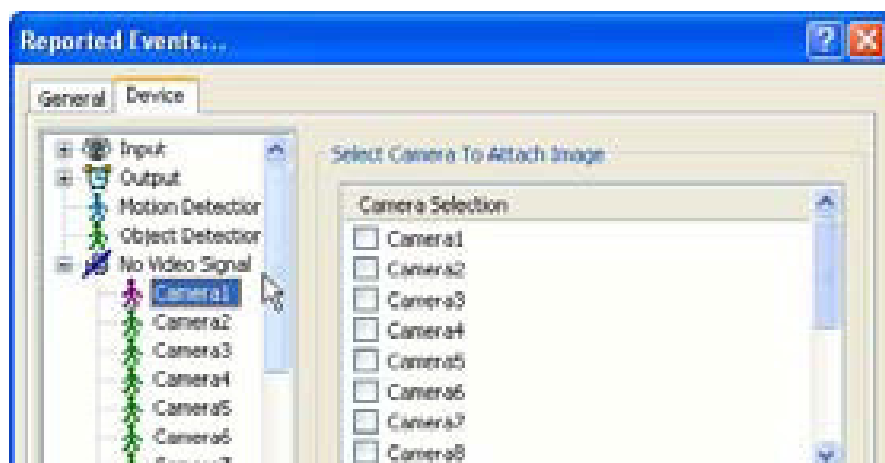 Reported Events...
General Device
Input
Output
Motion Detection
Object Detection
No Video Signal
Camera1
Camera2
Camera3
Camera4
Camera5
Camera6
Camera7
Select Camera To Attach Image
Camera Selection
Camera1
Camera2
Camera3
Camera4
Camera5
Camera6
Camera7
Camera8